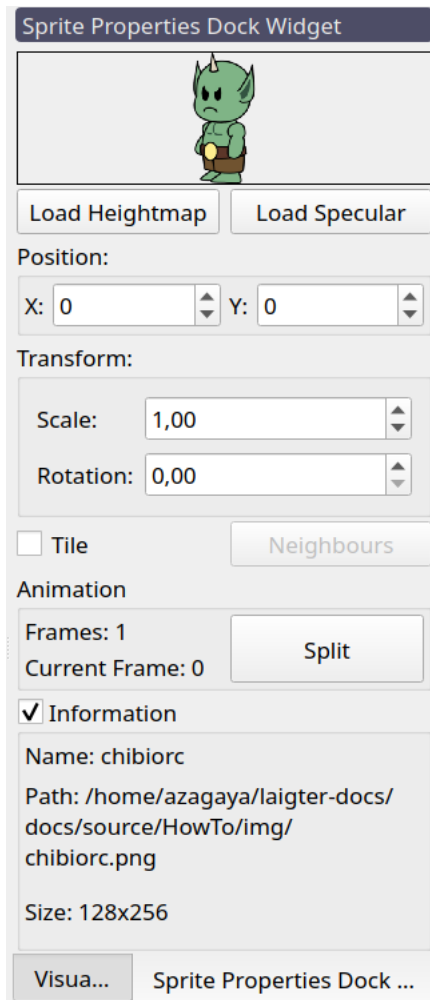 Sprite Properties Dock Widget
Load Heightmap Load Specular
Position:
X: 0 Y: 0
Transform:
Scale: 1,00
Rotation: 0,00
Tile Neighbours
Animation
Frames: 1
Current Frame: 0
Split
Information
Name: chibiorc
Path: /home/azagaya/laigter-docs/
docs/source/HowTo/img/
chibiorc.png
Size: 128x256
Visua... Sprite Properties Dock ...